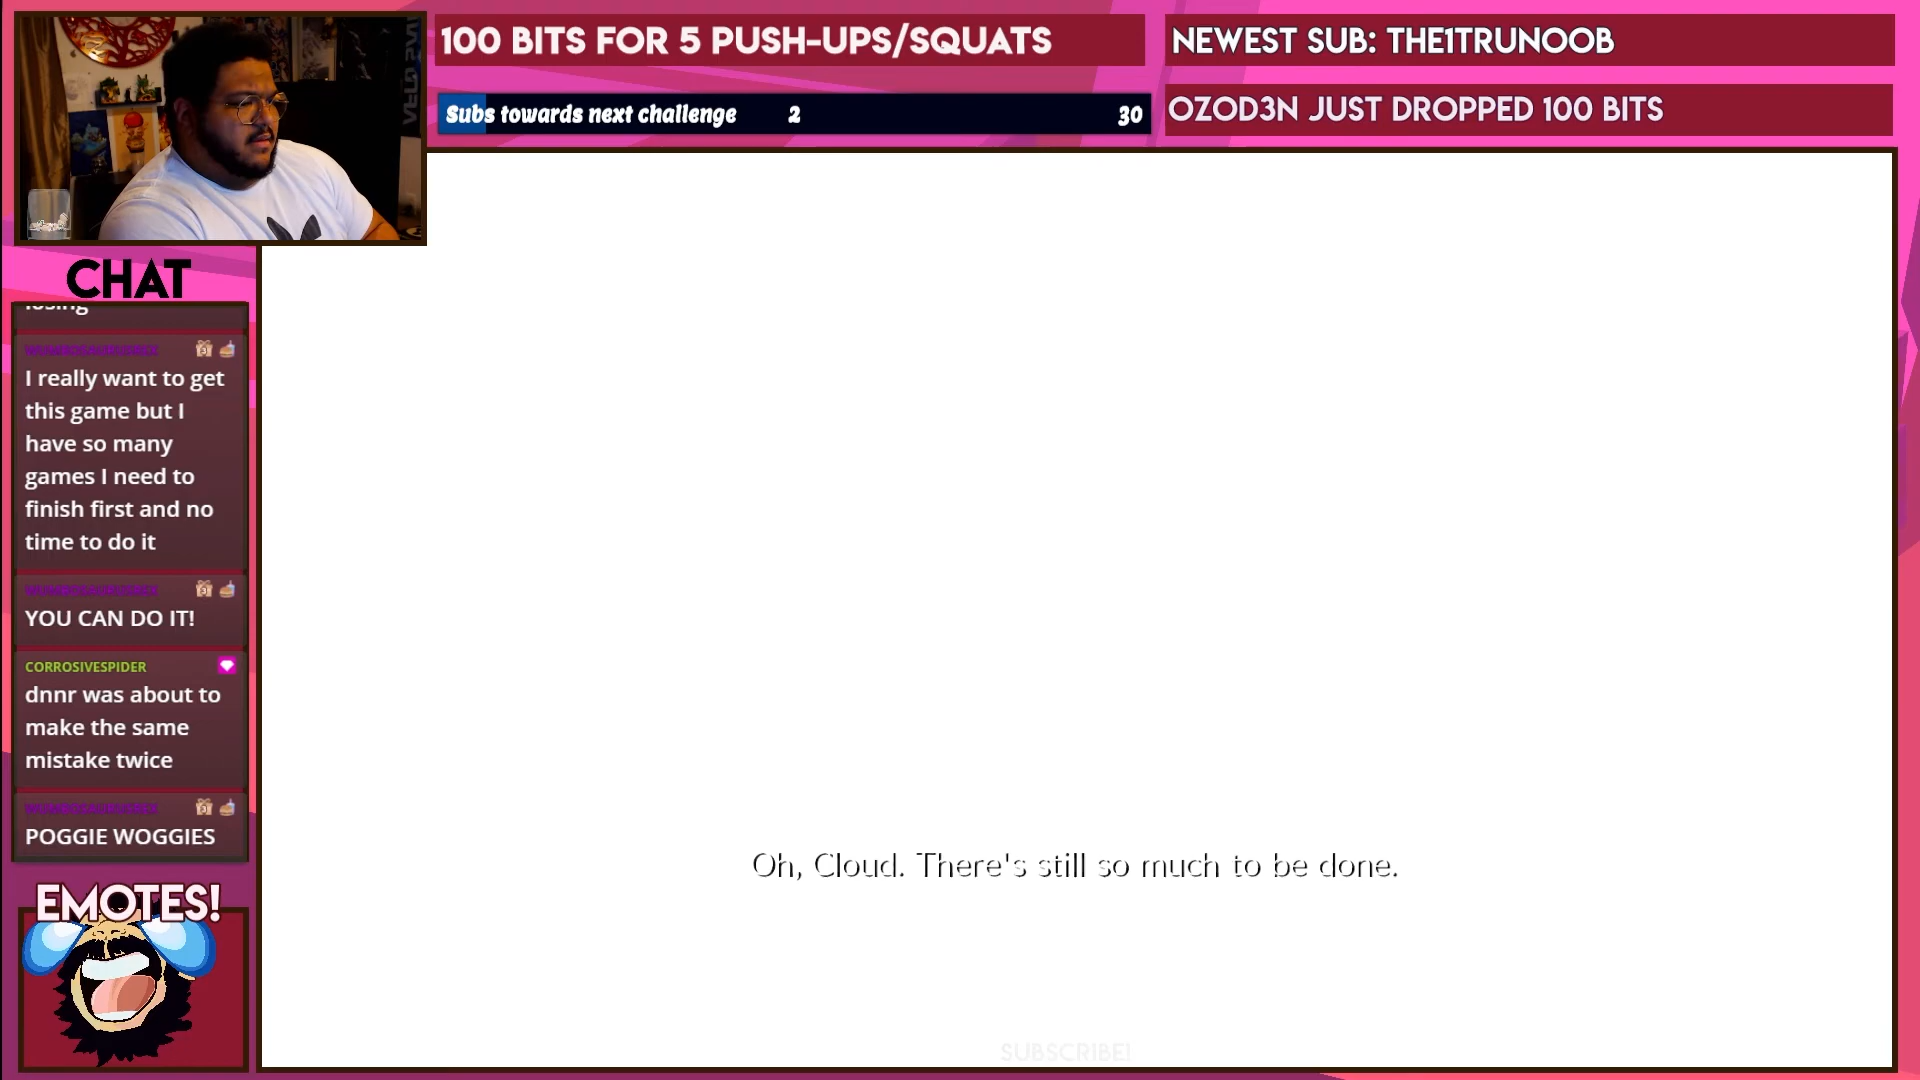 100 BITS FOR 5 PUSH-UPS/SQUATS
NEWEST SUB: THE1TRUNOOB
Subs towards next challenge 2 30
OZOD3N JUST DROPPED 100 BITS
CHAT
losing
I really want to get
this game but I
have so many
games I need to
finish first and no
time to do it
YOU CAN DO IT!
CORROSIVESPIDER
dnnr was about to
make the same
mistake twice
POGGIE WOGGIES
EMOTES!
Oh, Cloud. There's still so much to be done.
SUBSCRIBE!